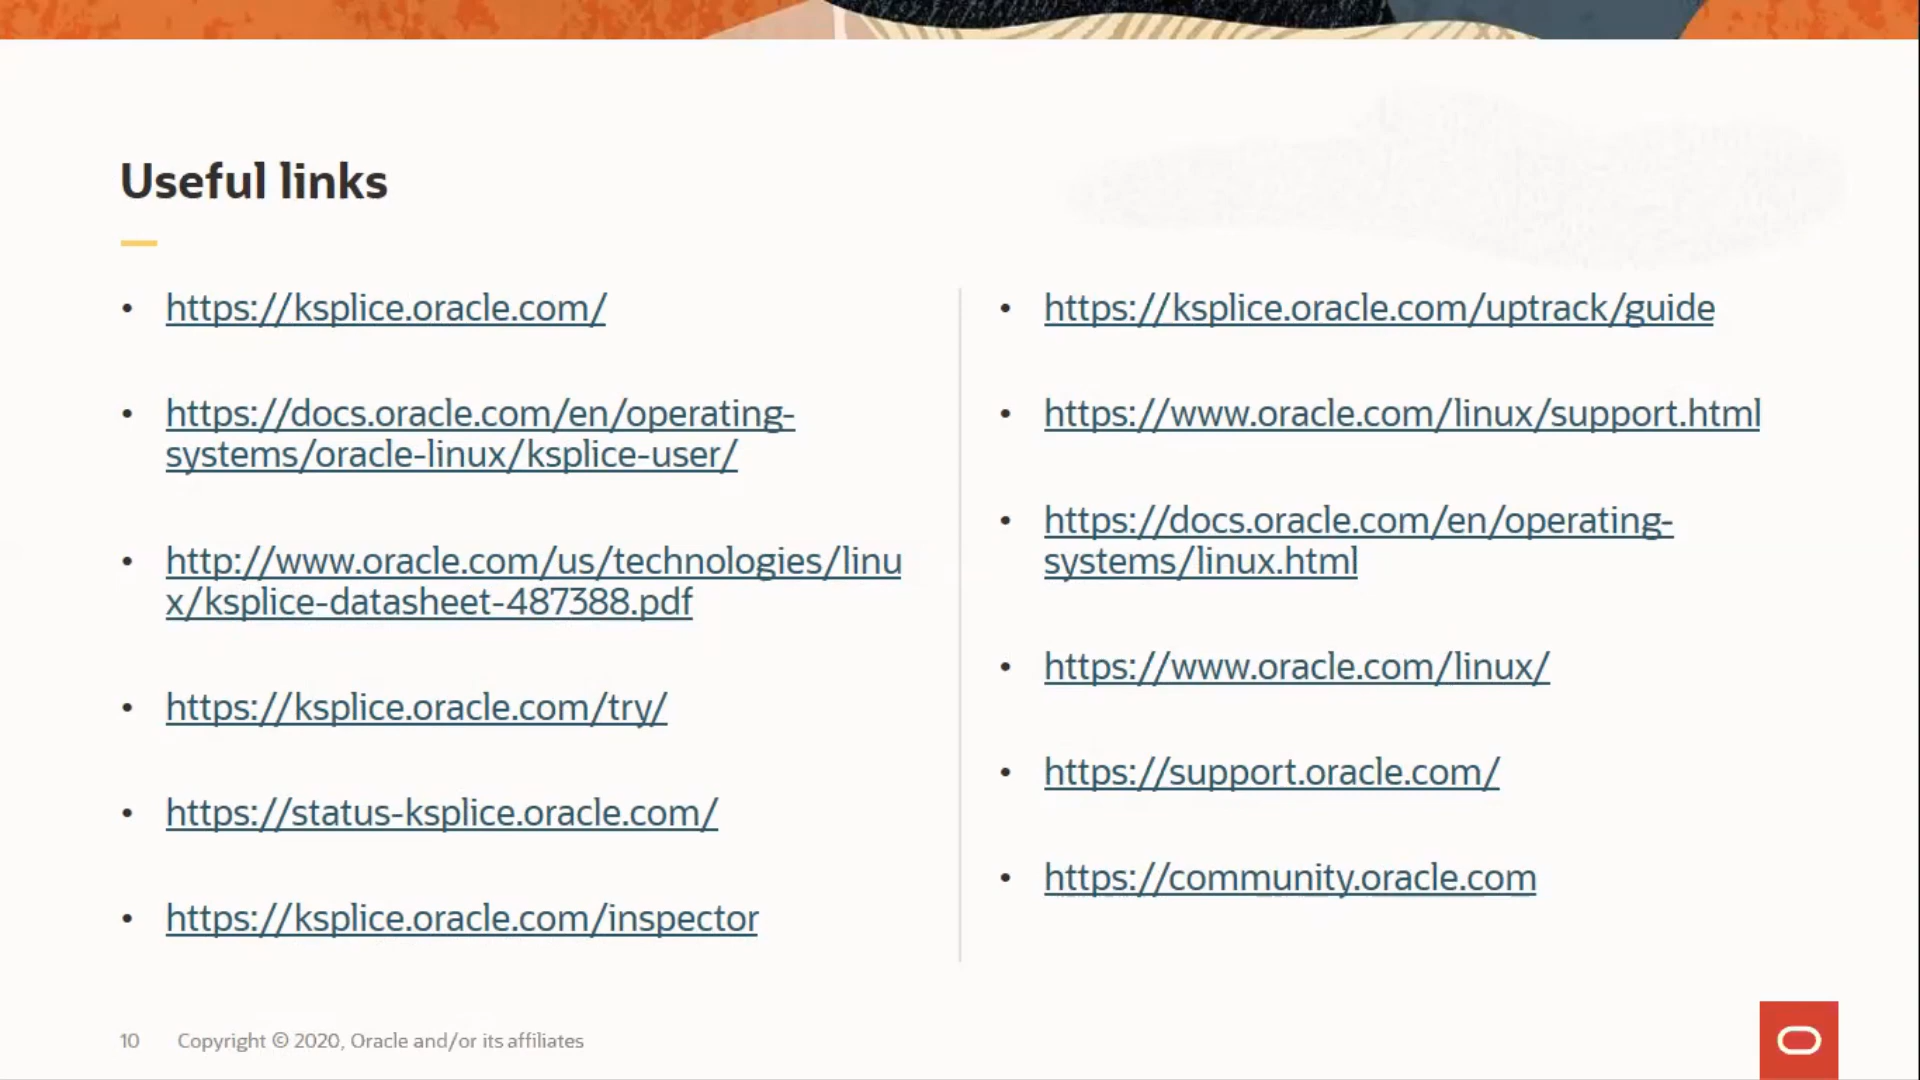 Useful links
• https://ksplice.oracle.com/
• https://docs.oracle.com/en/operating-
systems/oracle-linux/ksplice-user/
• http://www.oracle.com/us/technologies/linu
x/ksplice-datasheet-487388.pdf
• https://ksplice.oracle.com/try/
• https://status-ksplice.oracle.com/
• https://ksplice.oracle.com/inspector
• https://ksplice.oracle.com/uptrack/guide
• https://www.oracle.com/linux/support.html
• https://docs.oracle.com/en/operating-
systems/linux.html
• https://www.oracle.com/linux/
• https://support.oracle.com/
• https://community.oracle.com
10 Copyright © 2020, Oracle and/or its affiliates